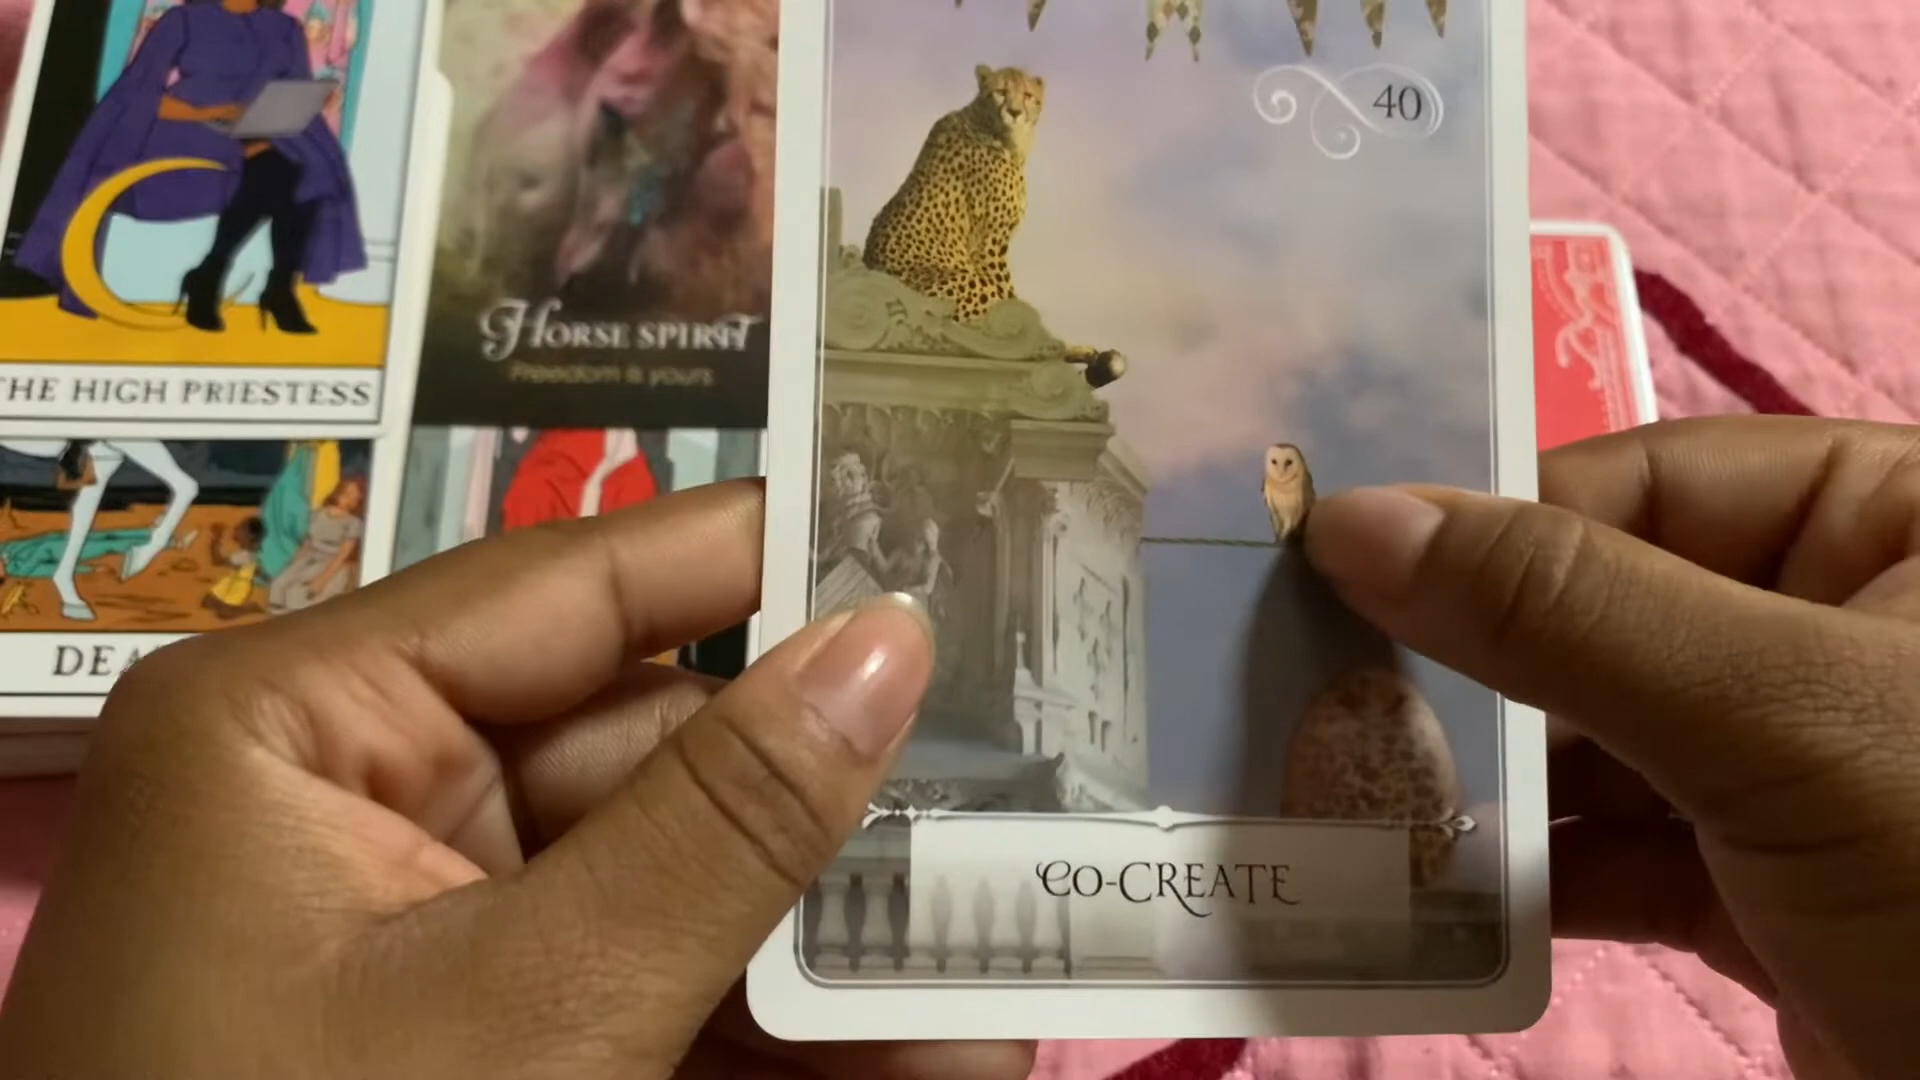 THE HIGH PRIESTESS
HORSE SPIRIT
Freedom is yours
DEA
40
CO-CREATE